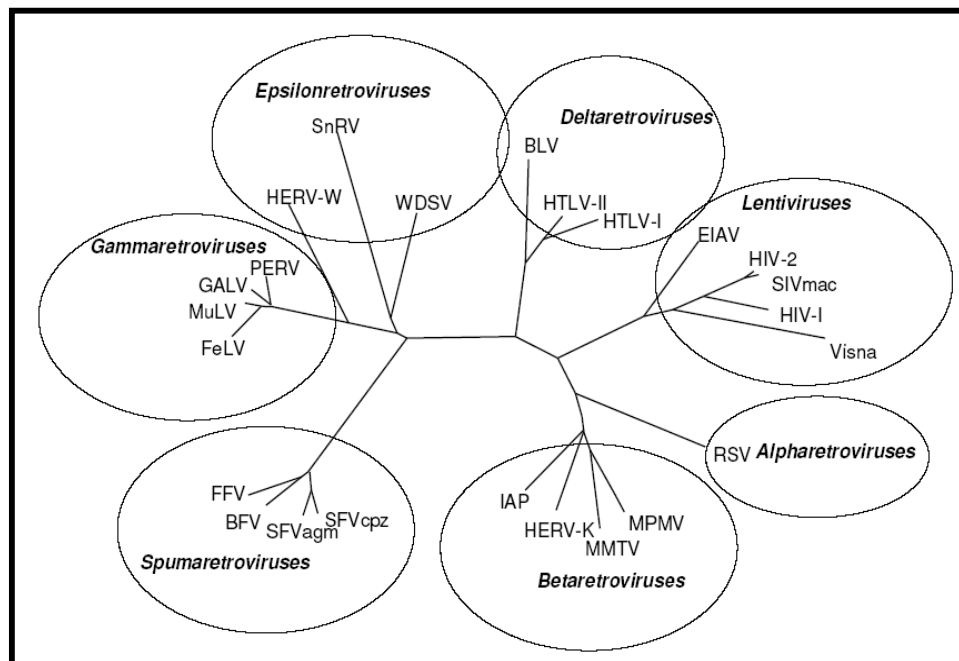 Epsilonretroviruses
SnRV
HERV-W
WDSV
Deltaretroviruses
BLV
HTLV-II
HTLV-I
Lentiviruses
EIAV
HIV-2
SIVmac
HIV-I
Visna
Gammaretroviruses
PERV
GALV
MuLV
FeLV
RSV Alpharetroviruses
FFV
BFV
SFVagm
SFVcpz
Spumaretroviruses
IAP
HERV-K
MMTV
MPMV
Betaretroviruses